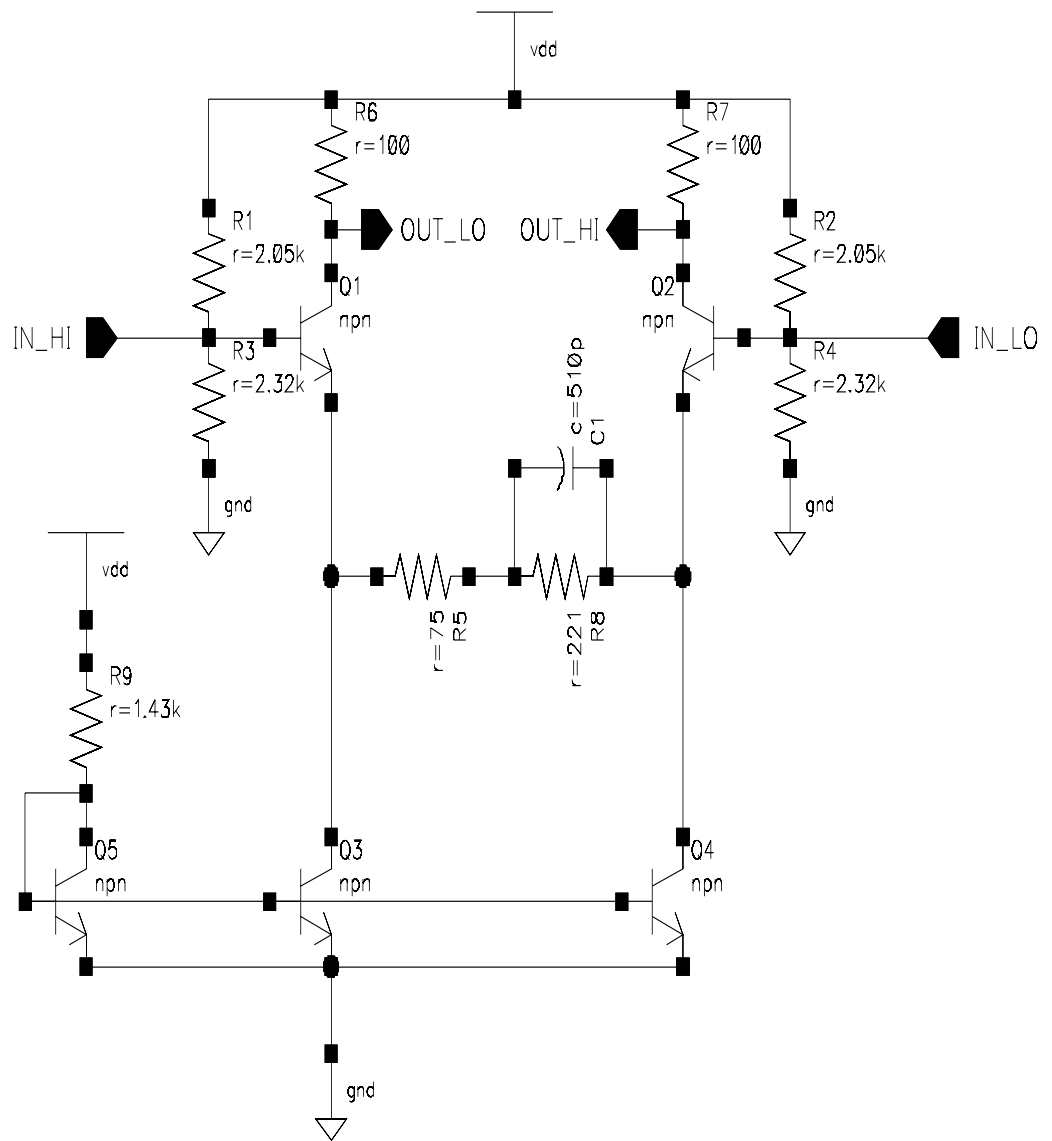 vdd
R6
r=100
R7
r=100
OUT_LO
OUT_HI
R1
r=2.05k
R2
r=2.05k
Q1
npn
Q2
npn
IN_HI
IN_LO
R3
r=2.32k
R4
r=2.32k
c=510p
C1
gnd
gnd
vdd
r=75
R5
r=221
R8
R9
r=1.43k
Q5
npn
Q3
npn
Q4
npn
gnd